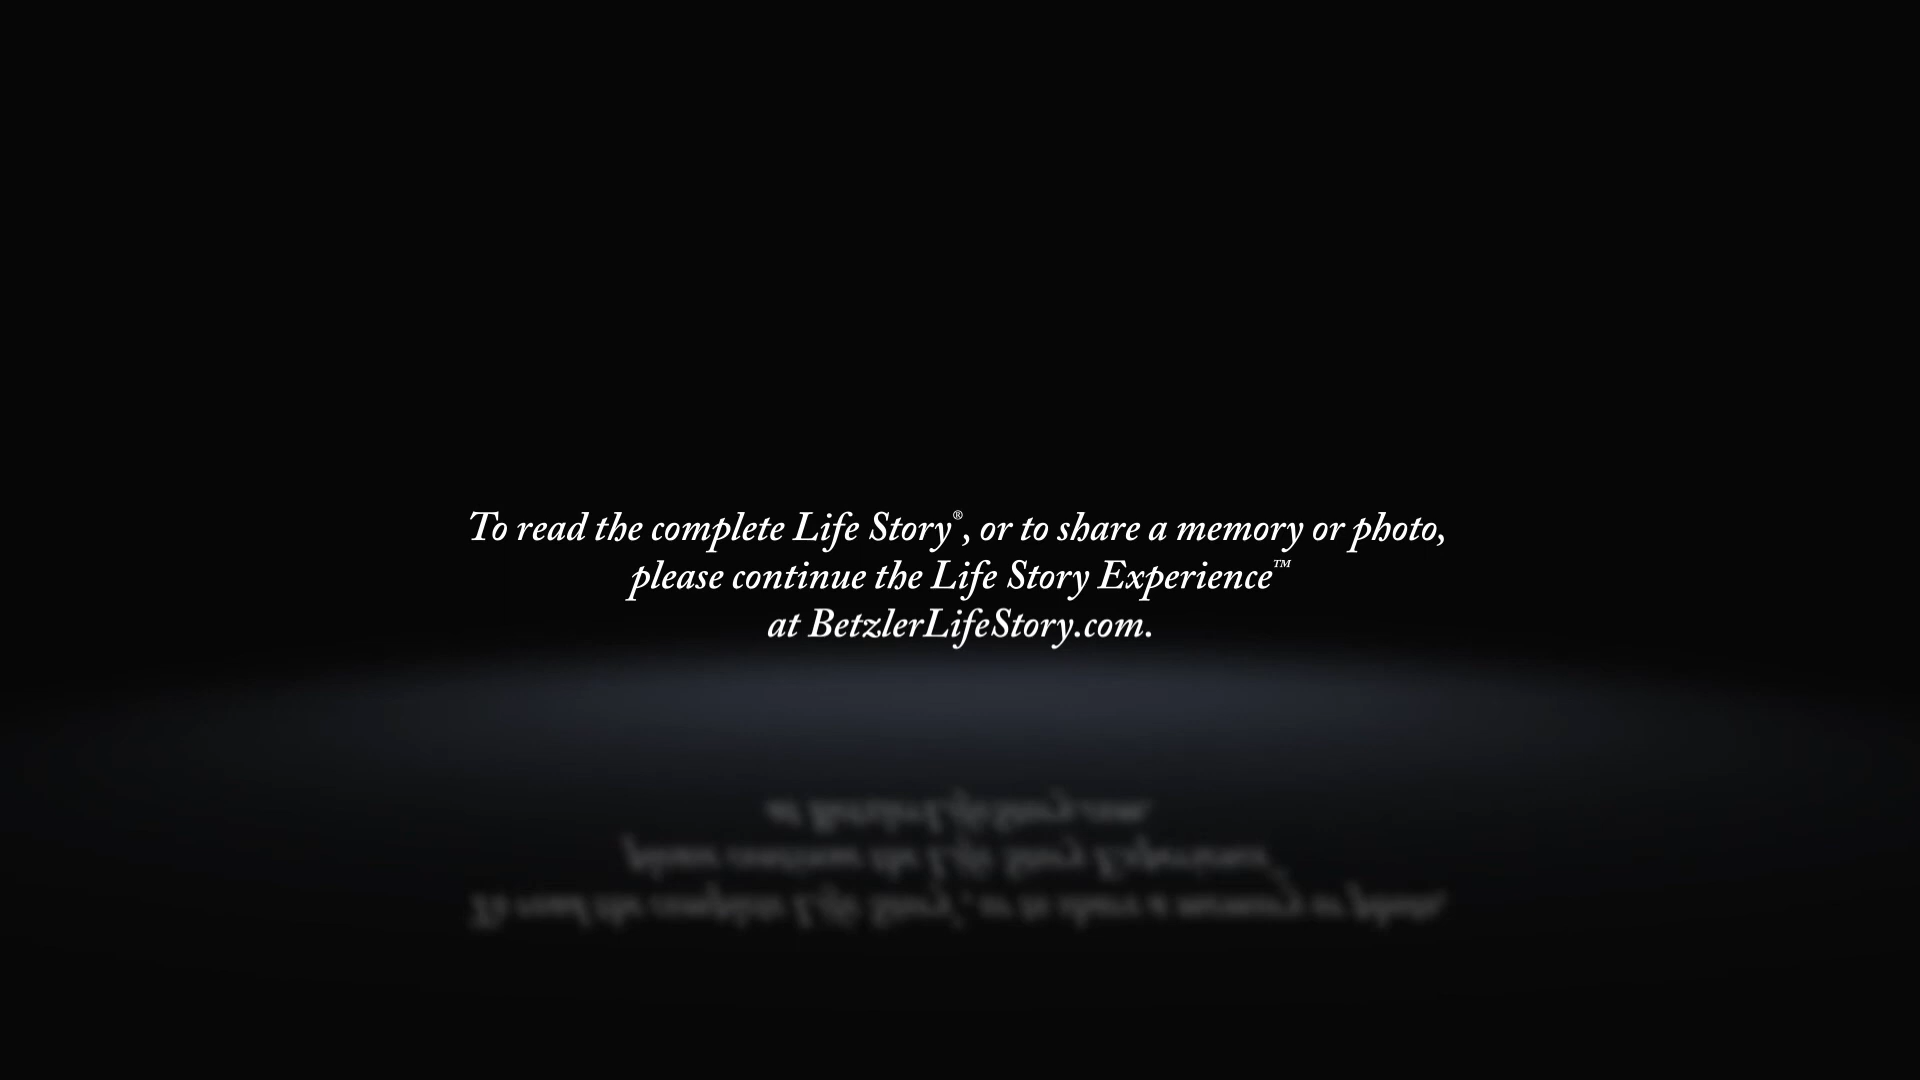 To read the complete Life Story®, or to share a memory or photo,
please continue the Life Story Experience™
at BetzlerLifeStory.com.